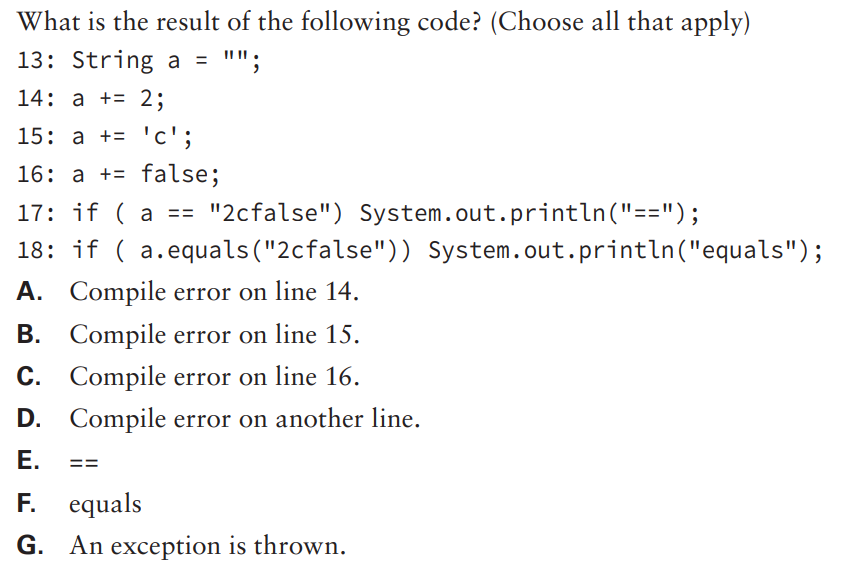 What is the result of the following code? (Choose all that apply)
13: String a = "";
14: a += 2;
15: a += 'c';
16: a += false;
17: if ( a == "2cfalse") System.out.println("==");
18: if ( a.equals("2cfalse")) System.out.println("equals");
A. Compile error on line 14.
B. Compile error on line 15.
C. Compile error on line 16.
D. Compile error on another line.
E. ==
F. equals
G. An exception is thrown.